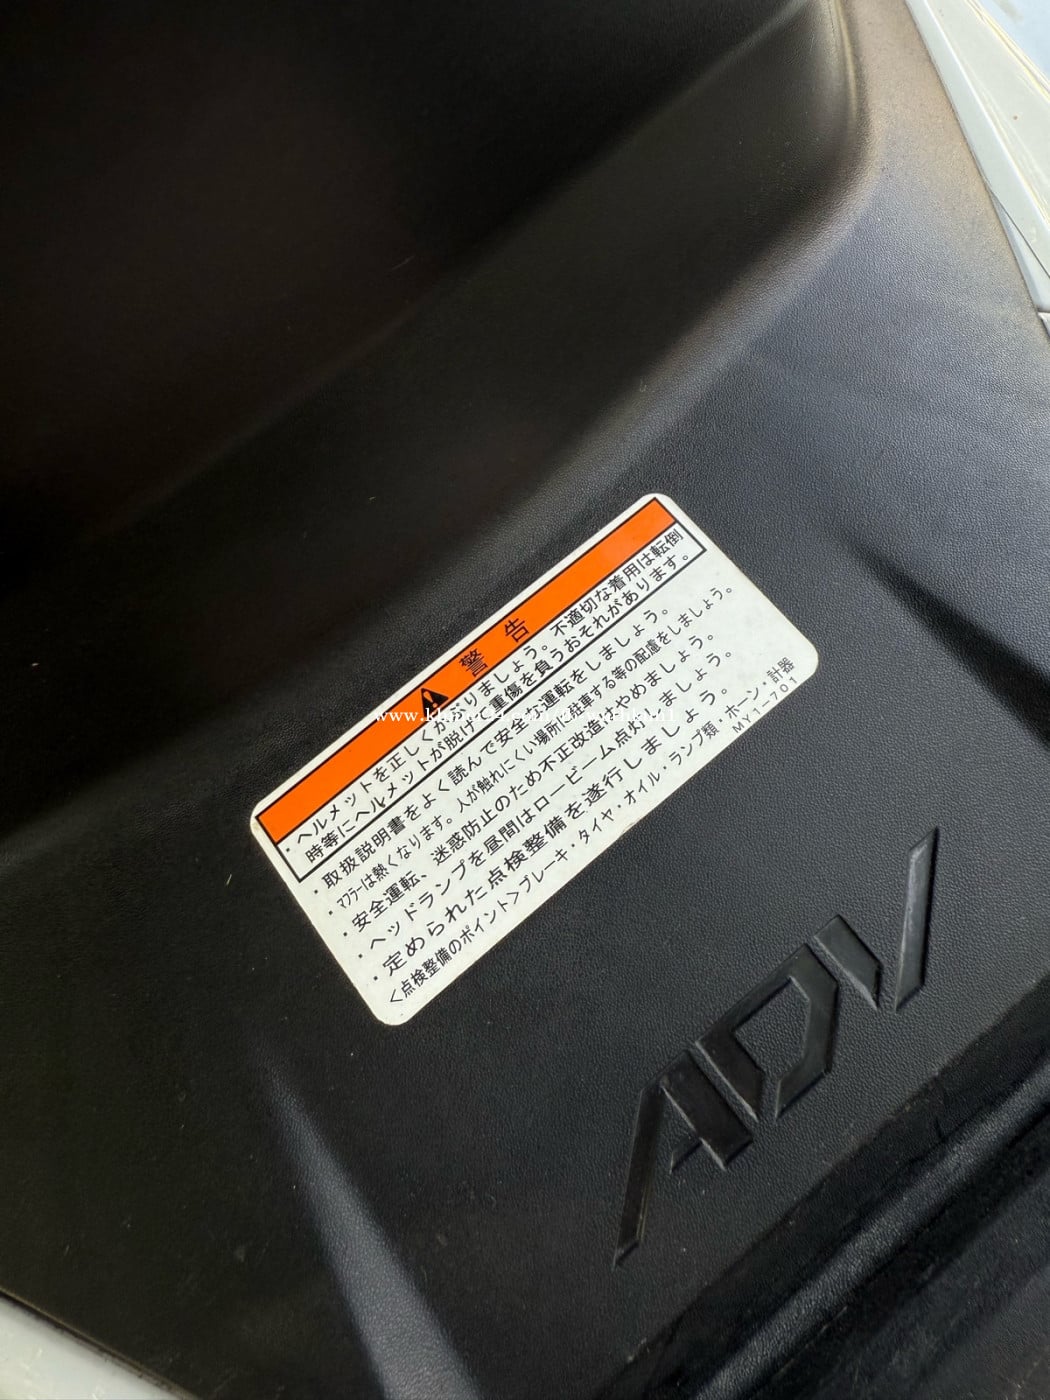 警告
・ヘルメットを正しくかぶりましょう。不適切な着用は転倒
時等にヘルメットが脱げて重傷を負うおそれがあります。
・取扱説明書をよく読んで安全な運転をしましょう。
・マフラーは熱くなります。人が触れにくい場所に駐車する等の配慮をしましょう。
・安全運転、迷惑防止のため不正改造はやめましょう。
・ヘッドランプを昼間はロービーム点灯しましょう。
・定められた点検整備を遂行しましょう。
<点検整備のポイント>ブレーキ・タイヤ・オイル・ランプ類・ホーン・計器
MY1-701
ADV